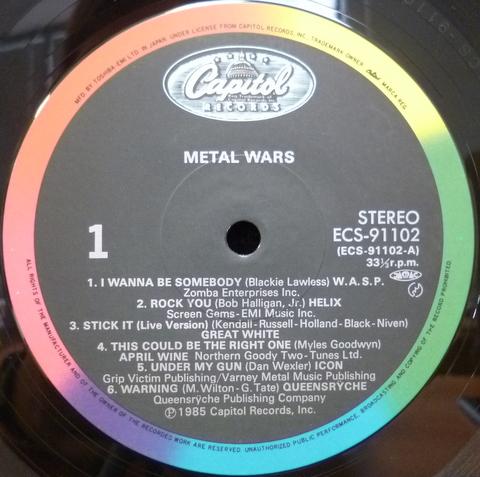 MFD. BY TOSHIBA-EMI LTD. IN JAPAN UNDER LICENSE FROM CAPITOL RECORDS, INC. TRADEMARK OWNER MARCA REG.
Capitol
RECORDS
METAL WARS
1
STEREO
ECS-91102
(ECS-91102-A)
33⅓r.p.m.
1. I WANNA BE SOMEBODY (Blackie Lawless) W.A.S.P.
Zomba Enterprises Inc.
2. ROCK YOU (Bob Halligan, Jr.) HELIX
Screen Gems-EMI Music Inc.
3. STICK IT (Live Version) (Kendall-Russell-Holland-Black-Niven)
GREAT WHITE
4. THIS COULD BE THE RIGHT ONE (Myles Goodwyn)
APRIL WINE Northern Goody Two-Tunes Ltd.
5. UNDER MY GUN (Dan Wexler) ICON
Grip Victim Publishing/Varney Metal Music Publishing
6. WARNING (M. Wilton-G. Tate) QUEENSRŸCHE
Queensrÿche Publishing Company
Ⓟ1985 Capitol Records, Inc.
ALL RIGHTS OF THE MANUFACTURER AND OF THE OWNER OF THE RECORDED WORK ARE RESERVED. UNAUTHORIZED PUBLIC PERFORMANCE, BROADCASTING AND COPYING OF THIS RECORD PROHIBITED.